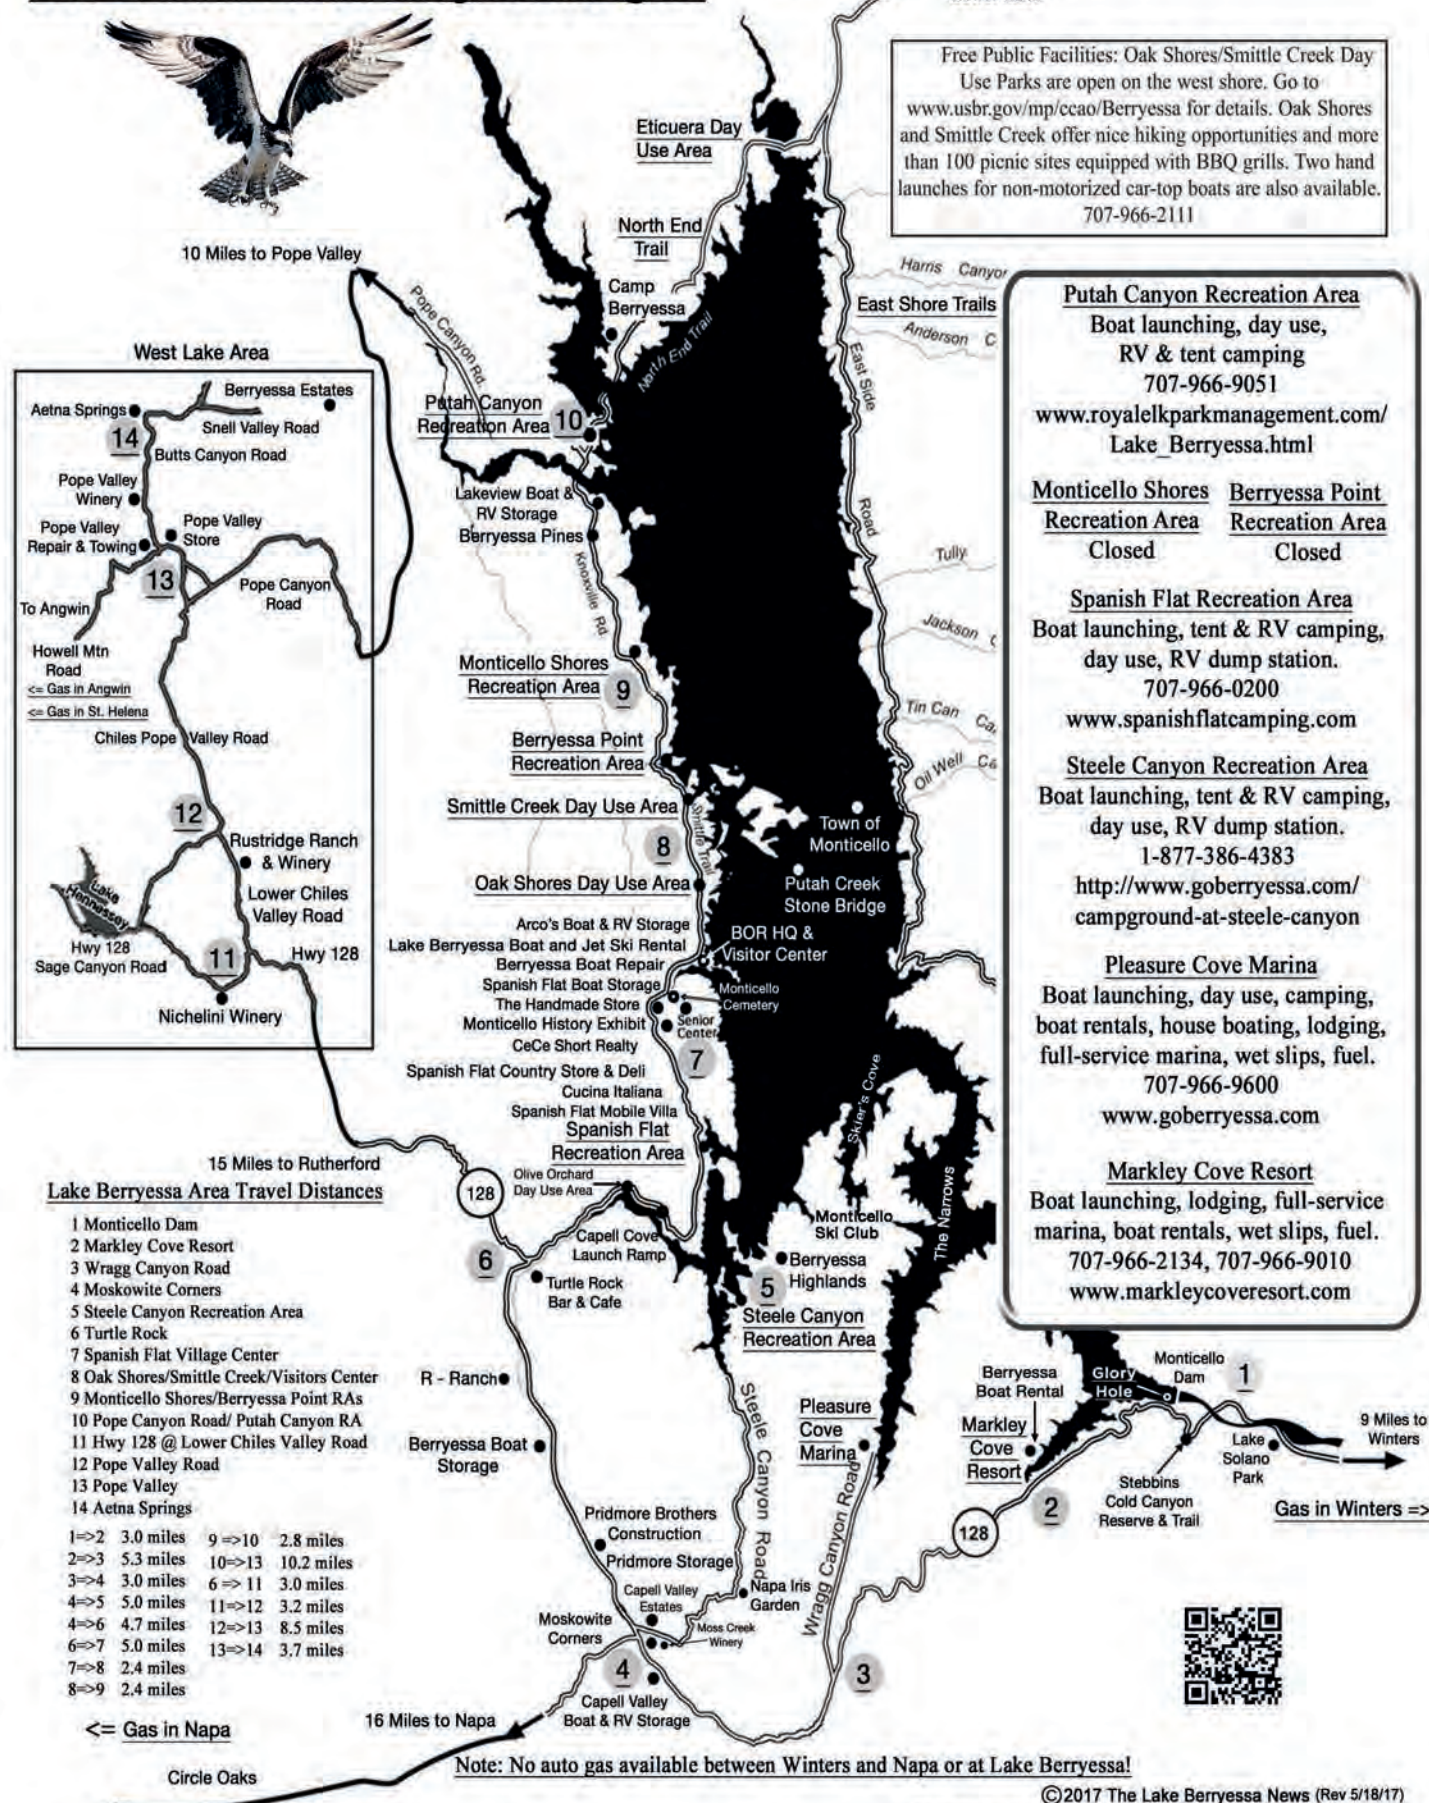 Free Public Facilities: Oak Shores/Smittle Creek Day
Use Parks are open on the west shore. Go to
www.usbr.gov/mp/ccao/Berryessa for details. Oak Shores
and Smittle Creek offer nice hiking opportunities and more
than 100 picnic sites equipped with BBQ grills. Two hand
launches for non-motorized car-top boats are also available.
707-966-2111
Eticuera Day
Use Area
North End
Trail
Camp
Berryessa
North End Trail
10 Miles to Pope Valley
Pope Canyon Rd.
Harris Canyon
East Shore Trails
Anderson C
East Side
Road
Tully
Jackson C
Tin Can Ca
Oil Well Ca
Putah Canyon Recreation Area
Boat launching, day use,
RV & tent camping
707-966-9051
www.royalelkparkmanagement.com/
Lake_Berryessa.html
Monticello Shores
Recreation Area
Closed
Berryessa Point
Recreation Area
Closed
Spanish Flat Recreation Area
Boat launching, tent & RV camping,
day use, RV dump station.
707-966-0200
www.spanishflatcamping.com
Steele Canyon Recreation Area
Boat launching, tent & RV camping,
day use, RV dump station.
1-877-386-4383
http://www.goberryessa.com/
campground-at-steele-canyon
Pleasure Cove Marina
Boat launching, day use, camping,
boat rentals, house boating, lodging,
full-service marina, wet slips, fuel.
707-966-9600
www.goberryessa.com
Markley Cove Resort
Boat launching, lodging, full-service
marina, boat rentals, wet slips, fuel.
707-966-2134, 707-966-9010
www.markleycoveresort.com
West Lake Area
Berryessa Estates
Aetna Springs
Snell Valley Road
14
Butts Canyon Road
Pope Valley
Winery
Pope Valley
Repair & Towing
Pope Valley
Store
13
Pope Canyon
Road
To Angwin
Howell Mtn
Road
<= Gas in Angwin
<= Gas in St. Helena
Chiles Pope Valley Road
12
Rustridge Ranch
& Winery
Lake
Hennessey
Lower Chiles
Valley Road
Hwy 128
Sage Canyon Road
11
Hwy 128
Nichelini Winery
Putah Canyon
Recreation Area
10
Lakeview Boat &
RV Storage
Berryessa Pines
Knoxville Rd
Monticello Shores
Recreation Area
9
Berryessa Point
Recreation Area
Smittle Creek Day Use Area
Smittle Trail
8
Oak Shores Day Use Area
Town of
Monticello
Putah Creek
Stone Bridge
BOR HQ &
Visitor Center
Monticello
Cemetery
Arco's Boat & RV Storage
Lake Berryessa Boat and Jet Ski Rental
Berryessa Boat Repair
Spanish Flat Boat Storage
The Handmade Store
Monticello History Exhibit
CeCe Short Realty
Senior
Center
7
Spanish Flat Country Store & Deli
Cucina Italiana
Spanish Flat Mobile Villa
Spanish Flat
Recreation Area
Olive Orchard
Day Use Area
Skier's Cove
The Narrows
15 Miles to Rutherford
128
6
Capell Cove
Launch Ramp
Turtle Rock
Bar & Cafe
Monticello
Ski Club
Berryessa
Highlands
5
Steele Canyon
Recreation Area
R - Ranch
Berryessa Boat
Storage
Steele Canyon Road
Pleasure
Cove
Marina
Wragg Canyon Road
Berryessa
Boat Rental
Markley
Cove
Resort
Glory
Hole
Monticello
Dam
1
Lake
Solano
Park
9 Miles to
Winters
Stebbins
Cold Canyon
Reserve & Trail
Gas in Winters =>
2
128
Pridmore Brothers
Construction
Pridmore Storage
Capell Valley
Estates
Napa Iris
Garden
Moskowite
Corners
Moss Creek
Winery
4
Capell Valley
Boat & RV Storage
3
Lake Berryessa Area Travel Distances
1 Monticello Dam
2 Markley Cove Resort
3 Wragg Canyon Road
4 Moskowite Corners
5 Steele Canyon Recreation Area
6 Turtle Rock
7 Spanish Flat Village Center
8 Oak Shores/Smittle Creek/Visitors Center
9 Monticello Shores/Berryessa Point RAs
10 Pope Canyon Road/ Putah Canyon RA
11 Hwy 128 @ Lower Chiles Valley Road
12 Pope Valley Road
13 Pope Valley
14 Aetna Springs
1=>2 3.0 miles 9 =>10 2.8 miles
2=>3 5.3 miles 10=>13 10.2 miles
3=>4 3.0 miles 6 => 11 3.0 miles
4=>5 5.0 miles 11=>12 3.2 miles
4=>6 4.7 miles 12=>13 8.5 miles
6=>7 5.0 miles 13=>14 3.7 miles
7=>8 2.4 miles
8=>9 2.4 miles
<= Gas in Napa
16 Miles to Napa
Circle Oaks
Note: No auto gas available between Winters and Napa or at Lake Berryessa!
©2017 The Lake Berryessa News (Rev 5/18/17)